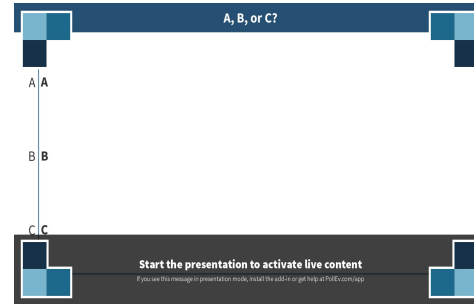 A, B, or C?
A A
B B
C C
Start the presentation to activate live content
If you see this message in presentation mode, install the add-in or get help at PollEv.com/app